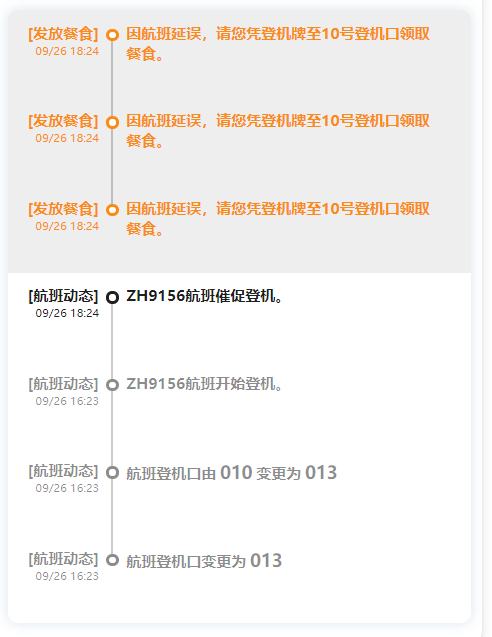 [发放餐食] 因航班延误，请您凭登机牌至10号登机口领取
09/26 18:24 餐食。
[发放餐食] 因航班延误，请您凭登机牌至10号登机口领取
09/26 18:24 餐食。
[发放餐食] 因航班延误，请您凭登机牌至10号登机口领取
09/26 18:24 餐食。
[航班动态] ZH9156航班催促登机。
09/26 18:24
[航班动态] ZH9156航班开始登机。
09/26 16:23
[航班动态] 航班登机口由 010 变更为 013
09/26 16:23
[航班动态] 航班登机口变更为 013
09/26 16:23